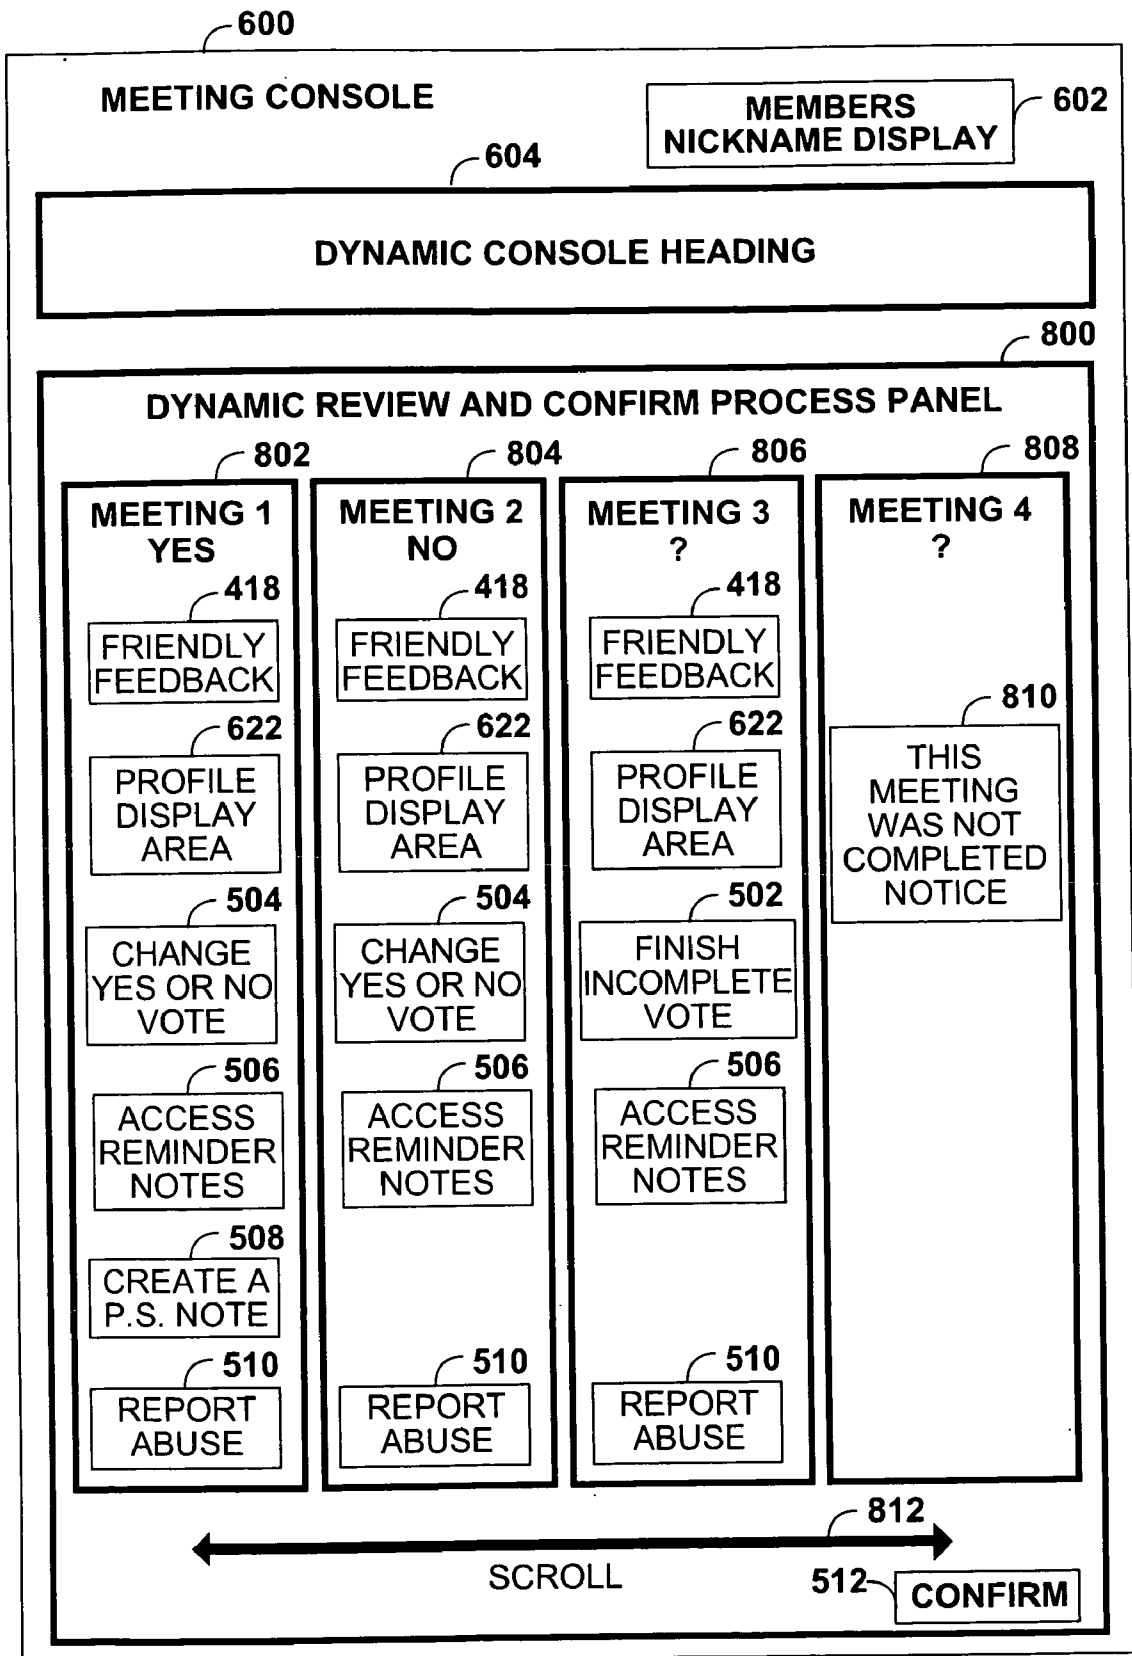 600
MEETING CONSOLE
MEMBERS
NICKNAME DISPLAY
602
604
DYNAMIC CONSOLE HEADING
800
DYNAMIC REVIEW AND CONFIRM PROCESS PANEL
802
MEETING 1
YES
418
FRIENDLY
FEEDBACK
622
PROFILE
DISPLAY
AREA
504
CHANGE
YES OR NO
VOTE
506
ACCESS
REMINDER
NOTES
508
CREATE A
P.S. NOTE
510
REPORT
ABUSE
804
MEETING 2
NO
418
FRIENDLY
FEEDBACK
622
PROFILE
DISPLAY
AREA
504
CHANGE
YES OR NO
VOTE
506
ACCESS
REMINDER
NOTES
510
REPORT
ABUSE
806
MEETING 3
?
418
FRIENDLY
FEEDBACK
622
PROFILE
DISPLAY
AREA
502
FINISH
INCOMPLETE
VOTE
506
ACCESS
REMINDER
NOTES
510
REPORT
ABUSE
808
MEETING 4
?
810
THIS
MEETING
WAS NOT
COMPLETED
NOTICE
812
SCROLL
512
CONFIRM